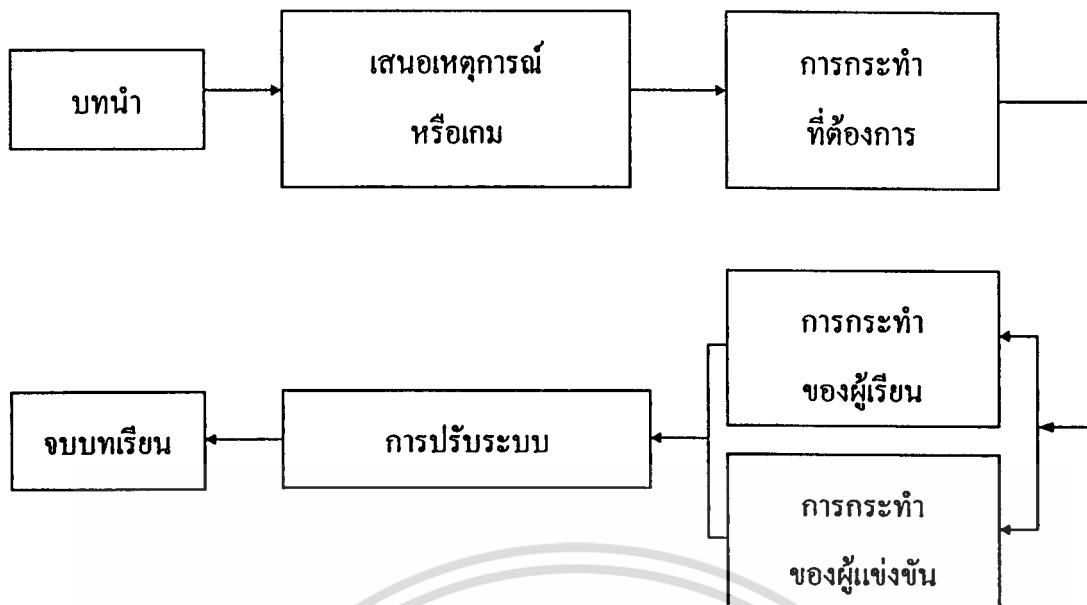 บทนำ
เสนอเหตุการณ์
หรือเกม
การกระทำ
ที่ต้องการ
การกระทำ
ของผู้เรียน
การกระทำ
ของผู้แข่งขัน
การปรับระบบ
จบบทเรียน